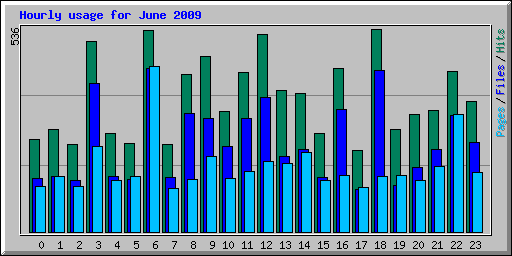 Hourly usage for June 2009
536
Pages / Files / Hits
0 1 2 3 4 5 6 7 8 9 10 11 12 13 14 15 16 17 18 19 20 21 22 23